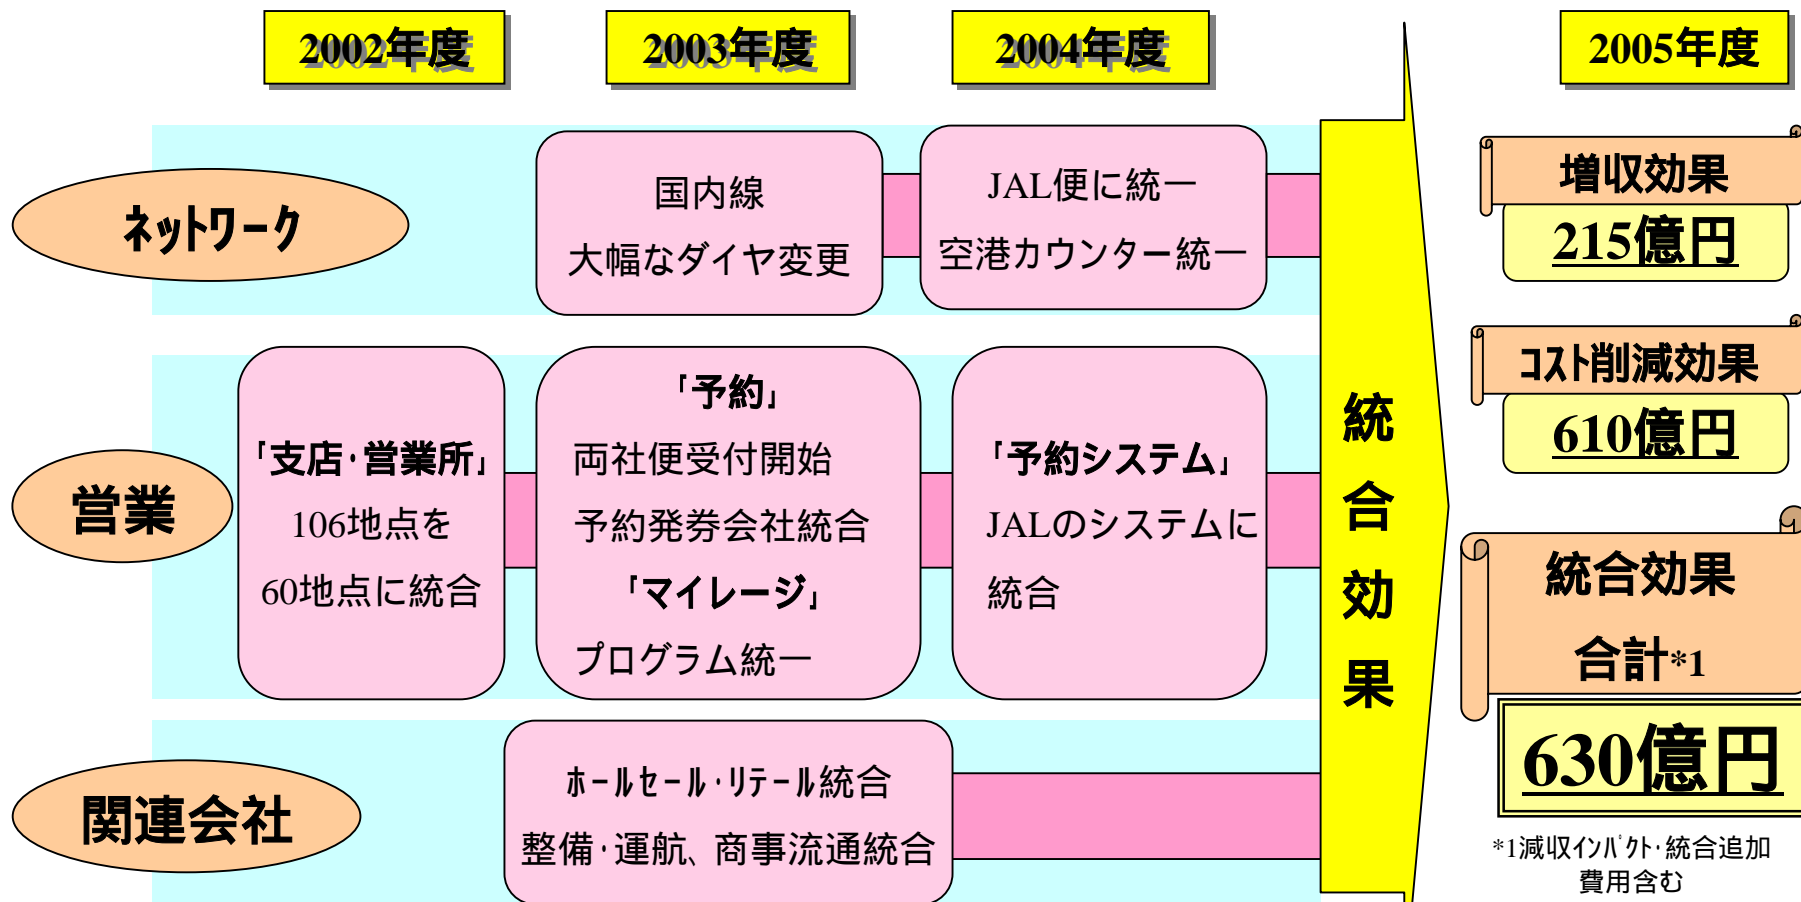 2002年度
2003年度
2004年度
2005年度
ネットワーク
国内線
大幅なダイヤ変更
JAL便に統一
空港カウンター統一
営業
「支店・営業所」
106地点を
60地点に統合
「予約」
両社便受付開始
予約発券会社統合
「マイレージ」
プログラム統一
「予約システム」
JALのシステムに
統合
関連会社
ホールセール・リテール統合
整備・運航、商事流通統合
統合効果
増収効果
215億円
コスト削減効果
610億円
統合効果
合計*1
630億円
*1減収インパクト・統合追加
費用含む